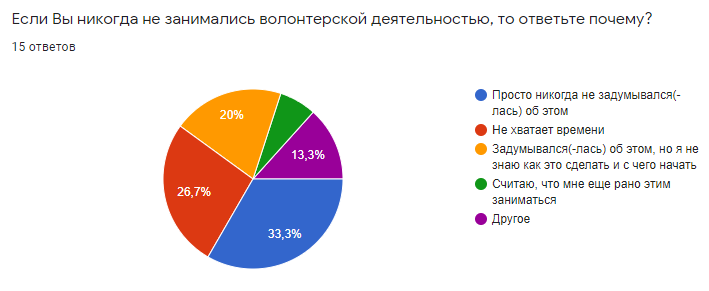 Если Вы никогда не занимались волонтерской деятельностью, то ответьте почему?
15 ответов
20%
13,3%
26,7%
33,3%
Просто никогда не задумывался(-
лась) об этом
Не хватает времени
Задумывался(-лась) об этом, но я не
знаю как это сделать и с чего начать
Считаю, что мне еще рано этим
заниматься
Другое